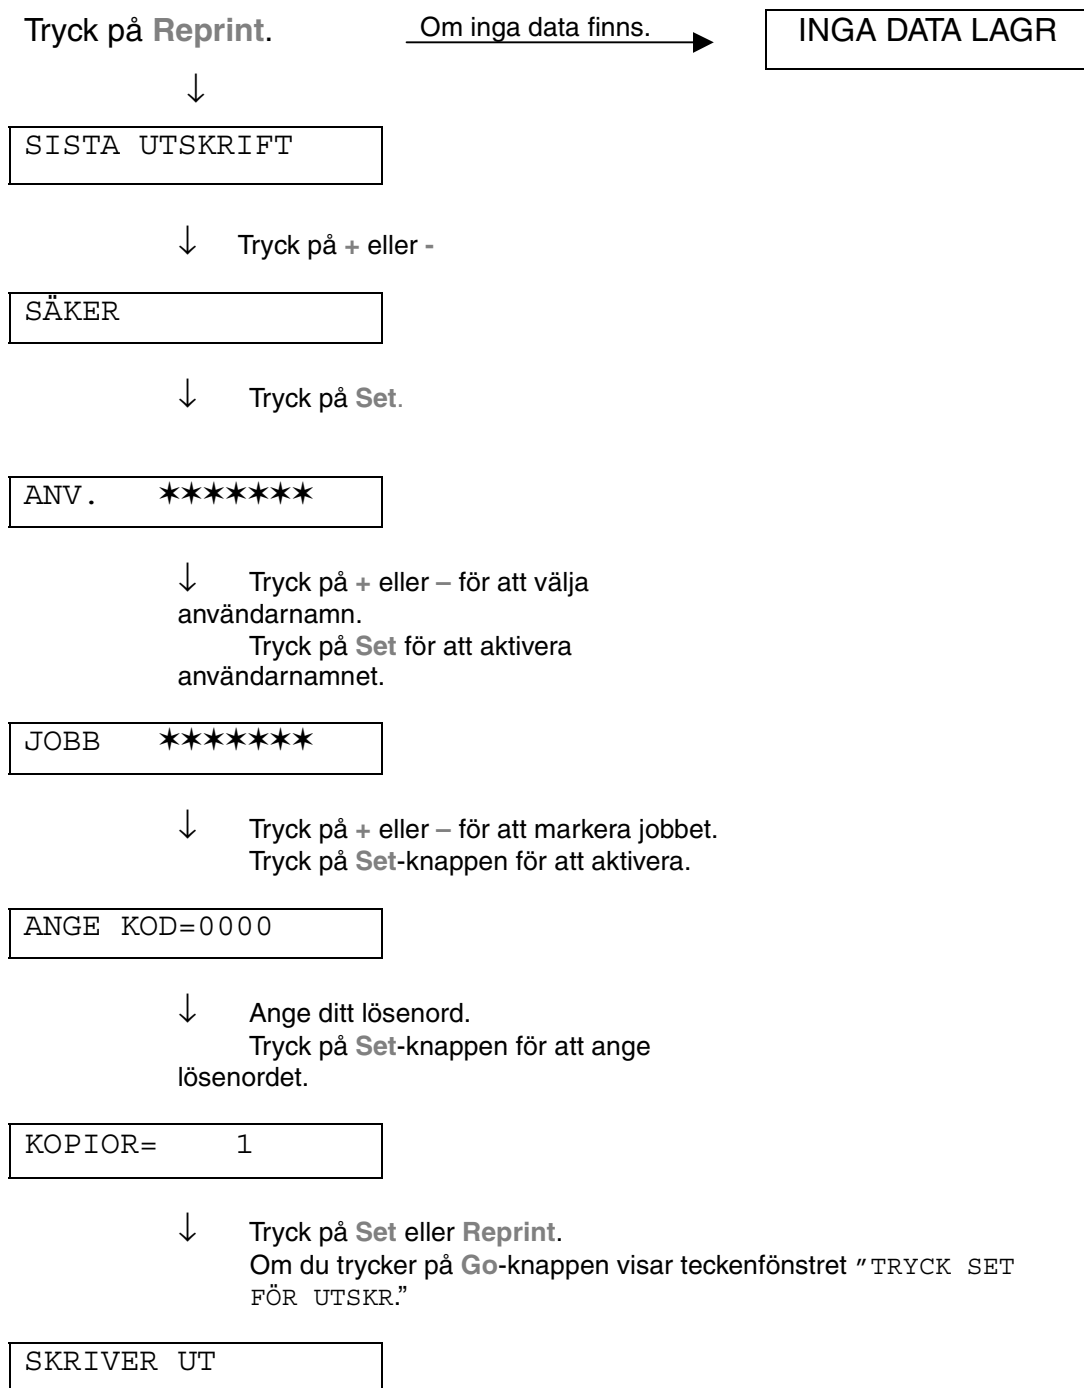 Tryck på Reprint. Om inga data finns. INGA DATA LAGR
↓
SISTA UTSKRIFT
↓ Tryck på + eller -
SÄKER
↓ Tryck på Set.
ANV. ✶✶✶✶✶✶✶
↓ Tryck på + eller – för att välja
användarnamn.
Tryck på Set för att aktivera
användarnamnet.
JOBB ✶✶✶✶✶✶✶
↓ Tryck på + eller – för att markera jobbet.
Tryck på Set-knappen för att aktivera.
ANGE KOD=0000
↓ Ange ditt lösenord.
Tryck på Set-knappen för att ange
lösenordet.
KOPIOR= 1
↓ Tryck på Set eller Reprint.
Om du trycker på Go-knappen visar teckenfönstret "TRYCK SET
FÖR UTSKR."
SKRIVER UT